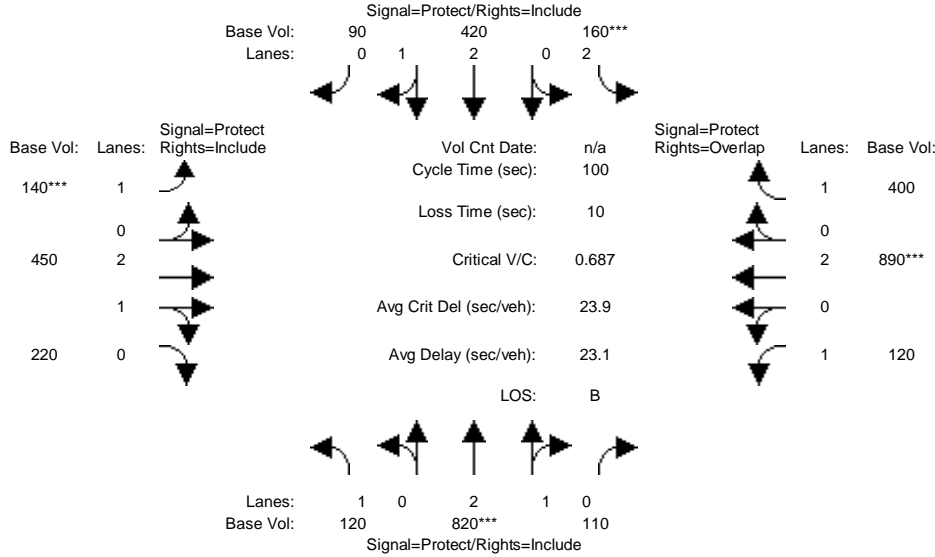 Signal=Protect/Rights=Include
Base Vol: 90 420 160***
Lanes: 0 1 2 0 2
Signal=Protect
Base Vol: Lanes: Rights=Include
Vol Cnt Date: n/a
Signal=Protect
Rights=Overlap Lanes: Base Vol:
Cycle Time (sec): 100
140*** 1
1 400
Loss Time (sec): 10
0
0
450 2
Critical V/C: 0.687
2 890***
1
Avg Crit Del (sec/veh): 23.9
0
220 0
Avg Delay (sec/veh): 23.1
1 120
LOS: B
Lanes: 1 0 2 1 0
Base Vol: 120 820*** 110
Signal=Protect/Rights=Include